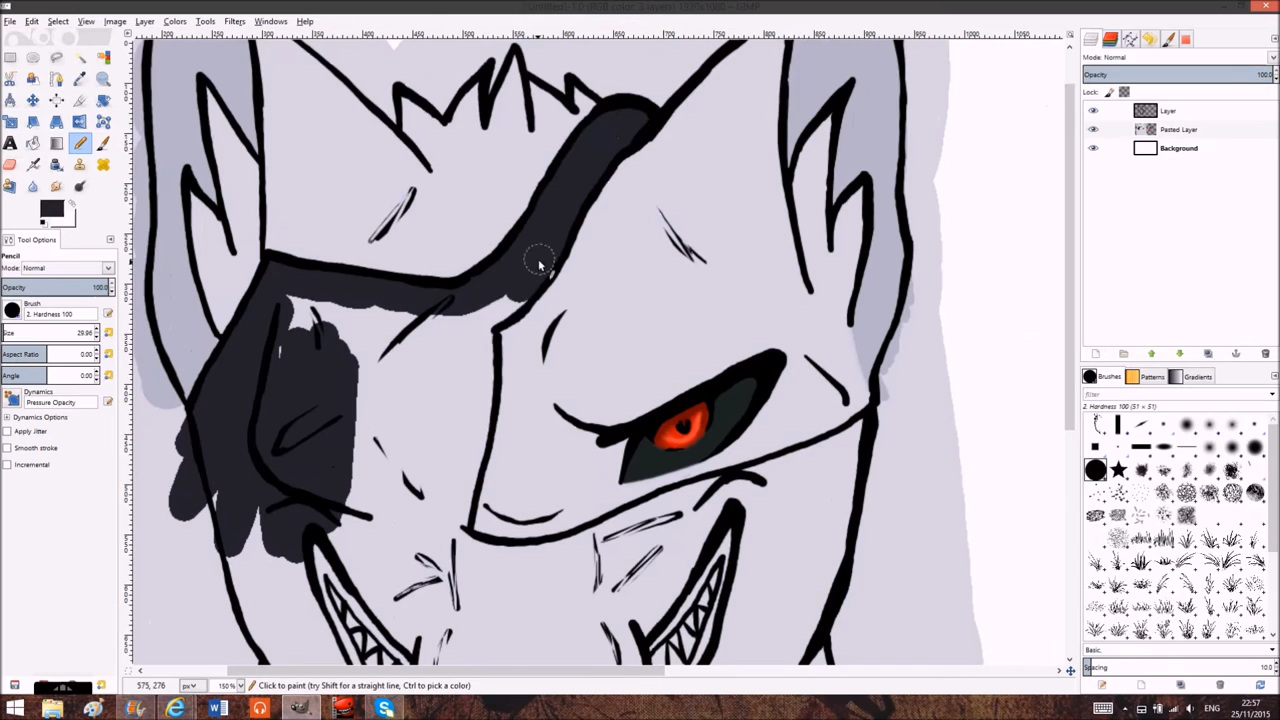 [Untitled]-1.0 (RGB color, 3 layers) 1920x1080 – GIMP
File Edit Select View Image Layer Colors Tools Filters Windows Help
Tool Options
Pencil
Mode: Normal
Opacity 100.0
Brush
2. Hardness 100
Size 29.96
Aspect Ratio 0.00
Angle 0.00
Dynamics
Pressure Opacity
Dynamics Options
Apply Jitter
Smooth stroke
Incremental
575, 276 px 150% Click to paint (try Shift for a straight line, Ctrl to pick a color)
Mode: Normal
Opacity 100.0
Lock:
Layer
Pasted Layer
Background
Brushes Patterns Gradients
filter
2. Hardness 100 (51 × 51)
Basic,
Spacing 10.0
ENG
22:57
25/11/2015